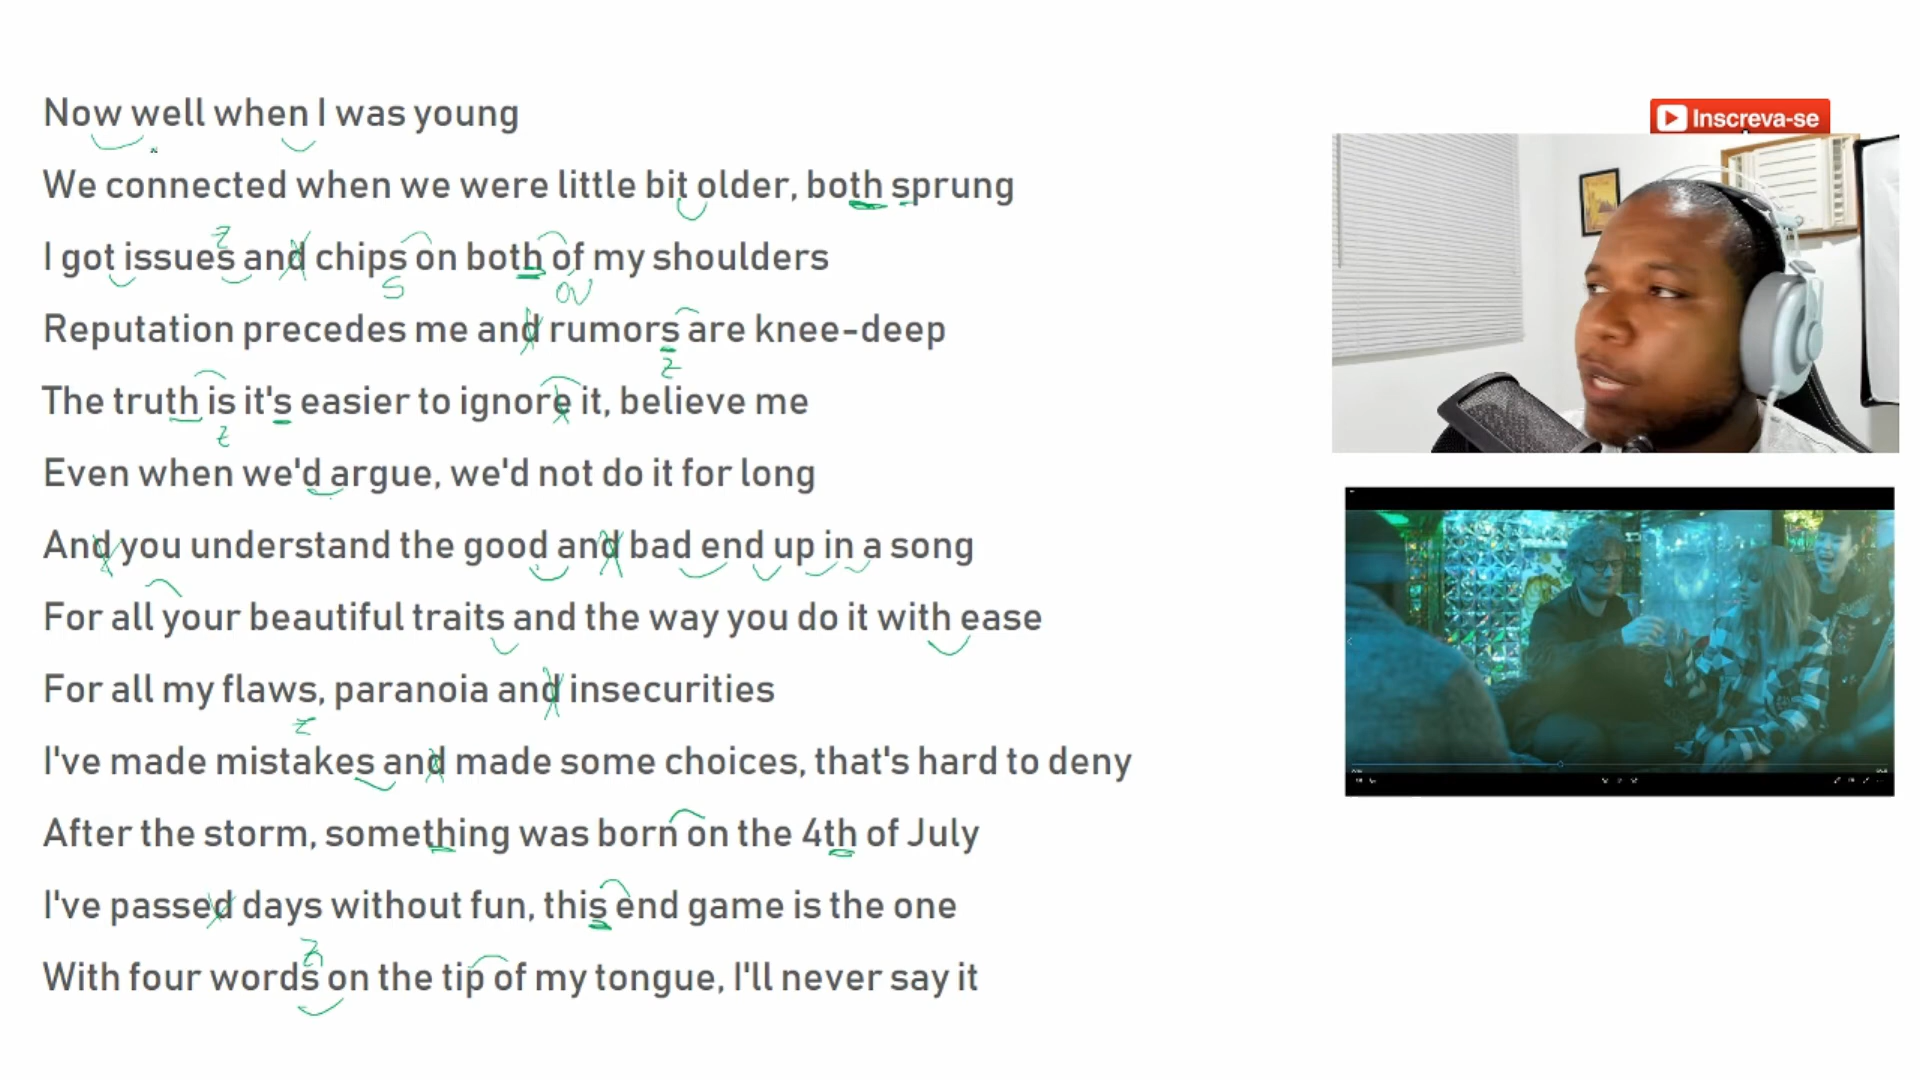 Now well when I was young
We connected when we were little bit older, both sprung
z
I got issues and chips on both of my shoulders
S OV
Reputation precedes me and rumors are knee-deep
z
The truth is it's easier to ignore it, believe me
z
Even when we'd argue, we'd not do it for long
And you understand the good and bad end up in a song
For all your beautiful traits and the way you do it with ease
For all my flaws, paranoia and insecurities
z
I've made mistakes and made some choices, that's hard to deny
After the storm, something was born on the 4th of July
I've passed days without fun, this end game is the one
z
With four words on the tip of my tongue, I'll never say it
Inscreva-se